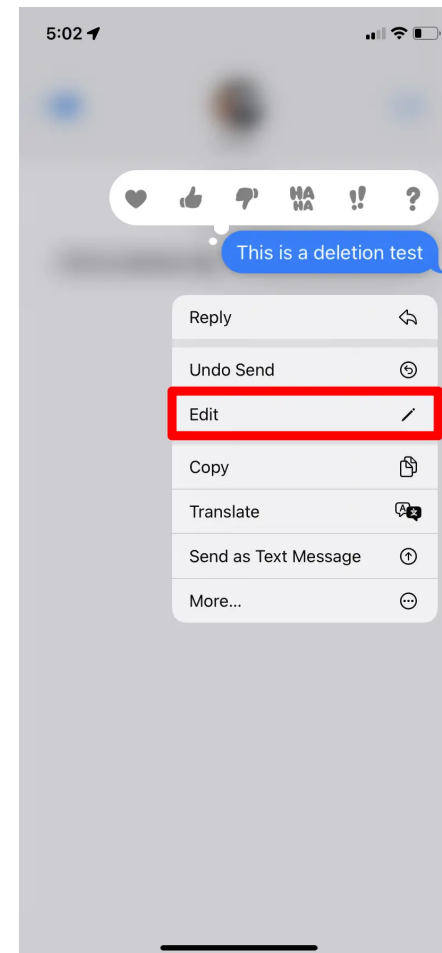 5:02
HA
HA
!!
?
This is a deletion test
Reply
Undo Send
Edit
Copy
Translate
Send as Text Message
More...